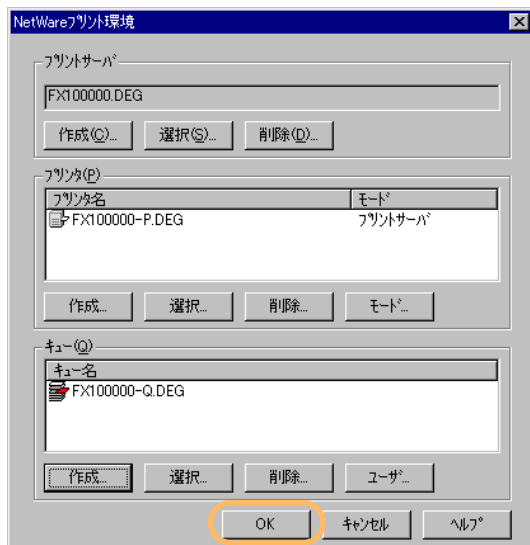 NetWareﾌﾟﾘﾝﾄ環境
ﾌﾟﾘﾝﾄｻｰﾊﾞ
FX100000.DEG
作成(C)... 選択(S)... 削除(D)...
ﾌﾟﾘﾝﾀ(P)
ﾌﾟﾘﾝﾀ名 ﾓｰﾄﾞ
FX100000-P.DEG ﾌﾟﾘﾝﾄｻｰﾊﾞ
作成... 選択... 削除... ﾓｰﾄﾞ...
ｷｭｰ(Q)
ｷｭｰ名
FX100000-Q.DEG
作成... 選択... 削除... ﾕｰｻﾞ...
OK ｷｬﾝｾﾙ ﾍﾙﾌﾟ